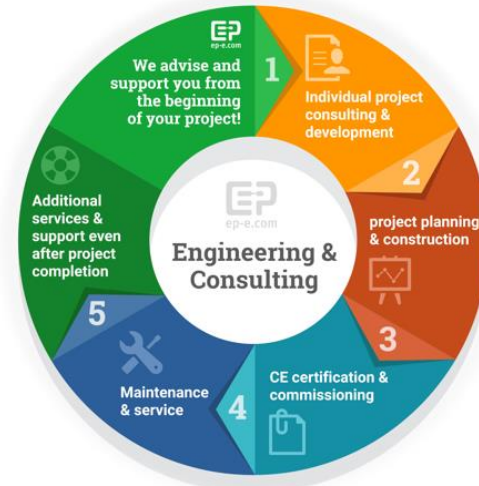 EP
ep-e.com
We advise and
support you from
the beginning
of your project!
1
Individual project
consulting &
development
2
project planning
& construction
3
CE certification &
commissioning
4
Maintenance
& service
5
Additional
services &
support even
after project
completion
EP
ep-e.com
Engineering &
Consulting